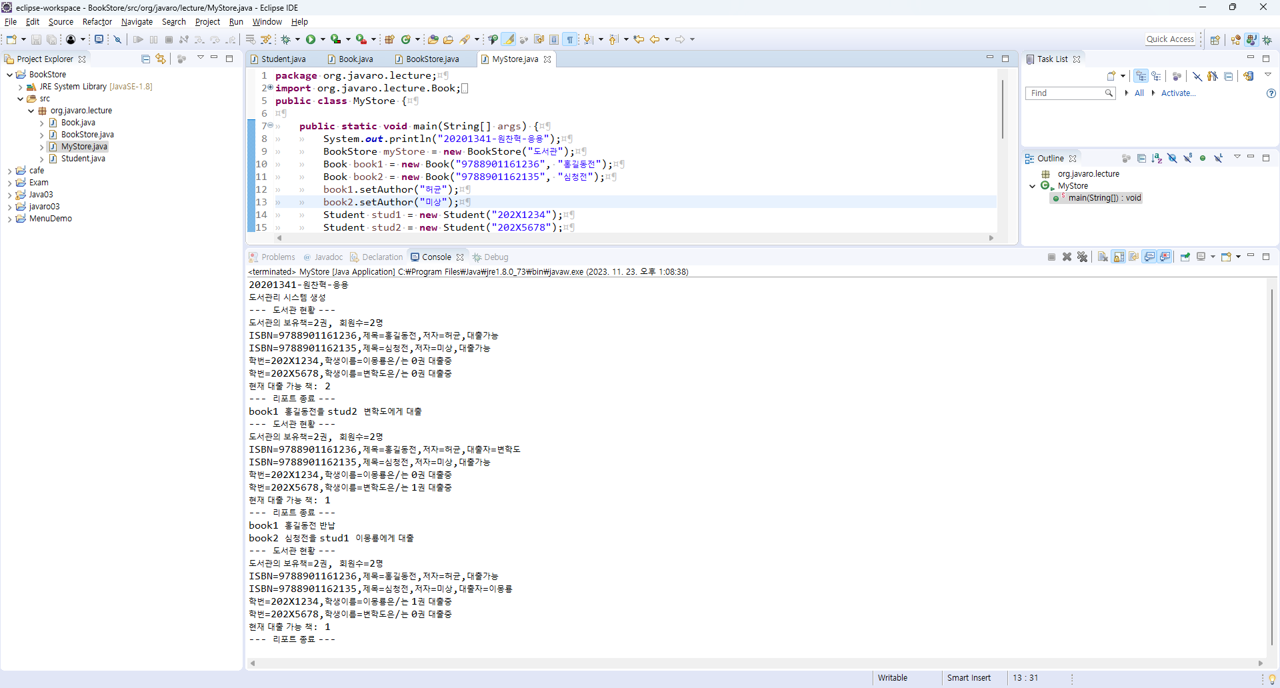 eclipse-workspace - BookStore/src/org/javaro/lecture/MyStore.java - Eclipse IDE
File Edit Source Refactor Navigate Search Project Run Window Help
Quick Access
Project Explorer
BookStore
JRE System Library [JavaSE-1.8]
src
org.javaro.lecture
Book.java
BookStore.java
MyStore.java
Student.java
cafe
Exam
Java03
javaro03
MenuDemo
Student.java Book.java BookStore.java MyStore.java
1 package org.javaro.lecture;
2 import org.javaro.lecture.Book;
5 public class MyStore {
6
7 public static void main(String[] args) {
8 System.out.println("20201341-원찬혁-응용");
9 BookStore myStore = new BookStore("도서관");
10 Book book1 = new Book("9788901161236", "홍길동전");
11 Book book2 = new Book("9788901162135", "심청전");
12 book1.setAuthor("허균");
13 book2.setAuthor("미상");
14 Student stud1 = new Student("202X1234");
15 Student stud2 = new Student("202X5678");
Task List
Find
All
Activate...
Outline
org.javaro.lecture
MyStore
main(String[]) : void
Problems Javadoc Declaration Console Debug
<terminated> MyStore [Java Application] C:₩Program Files₩Java₩jre1.8.0_73₩bin₩javaw.exe (2023. 11. 23. 오후 1:08:38)
20201341-원찬혁-응용
도서관리 시스템 생성
--- 도서관 현황 ---
도서관의 보유책=2권, 회원수=2명
ISBN=9788901161236,제목=홍길동전,저자=허균,대출가능
ISBN=9788901162135,제목=심청전,저자=미상,대출가능
학번=202X1234,학생이름=이몽룡은/는 0권 대출중
학번=202X5678,학생이름=변학도은/는 0권 대출중
현재 대출 가능 책: 2
--- 리포트 종료 ---
book1 홍길동전을 stud2 변학도에게 대출
--- 도서관 현황 ---
도서관의 보유책=2권, 회원수=2명
ISBN=9788901161236,제목=홍길동전,저자=허균,대출자=변학도
ISBN=9788901162135,제목=심청전,저자=미상,대출가능
학번=202X1234,학생이름=이몽룡은/는 0권 대출중
학번=202X5678,학생이름=변학도은/는 1권 대출중
현재 대출 가능 책: 1
--- 리포트 종료 ---
book1 홍길동전 반납
book2 심청전을 stud1 이몽룡에게 대출
--- 도서관 현황 ---
도서관의 보유책=2권, 회원수=2명
ISBN=9788901161236,제목=홍길동전,저자=허균,대출가능
ISBN=9788901162135,제목=심청전,저자=미상,대출자=이몽룡
학번=202X1234,학생이름=이몽룡은/는 1권 대출중
학번=202X5678,학생이름=변학도은/는 0권 대출중
현재 대출 가능 책: 1
--- 리포트 종료 ---
Writable Smart Insert 13 : 31